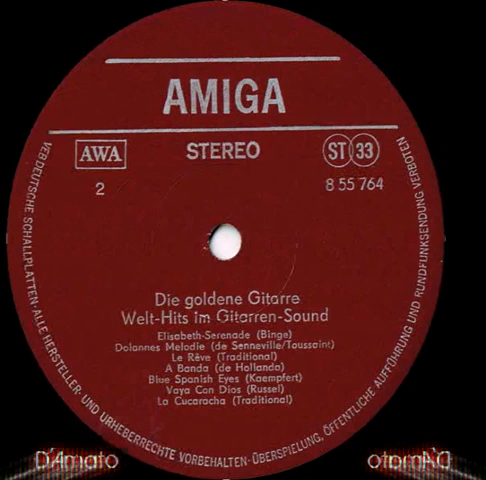 AMIGA
AWA
STEREO
ST 33
2
8 55 764
Die goldene Gitarre
Welt-Hits im Gitarren-Sound
Elisabeth-Serenade (Binge)
Dolannes Melodie (de Senneville/Toussaint)
Le Rêve (Traditional)
A Banda (de Hollanda)
Blue Spanish Eyes (Kaempfert)
Vaya Con Dios (Russel)
La Cucaracha (Traditional)
VEB DEUTSCHE SCHALLPLATTEN · ALLE HERSTELLER- UND URHEBERRECHTE VORBEHALTEN · ÜBERSPIELUNG, ÖFFENTLICHE AUFFÜHRUNG UND RUNDFUNKSENDUNG VERBOTEN
D'Amato
D'Amato